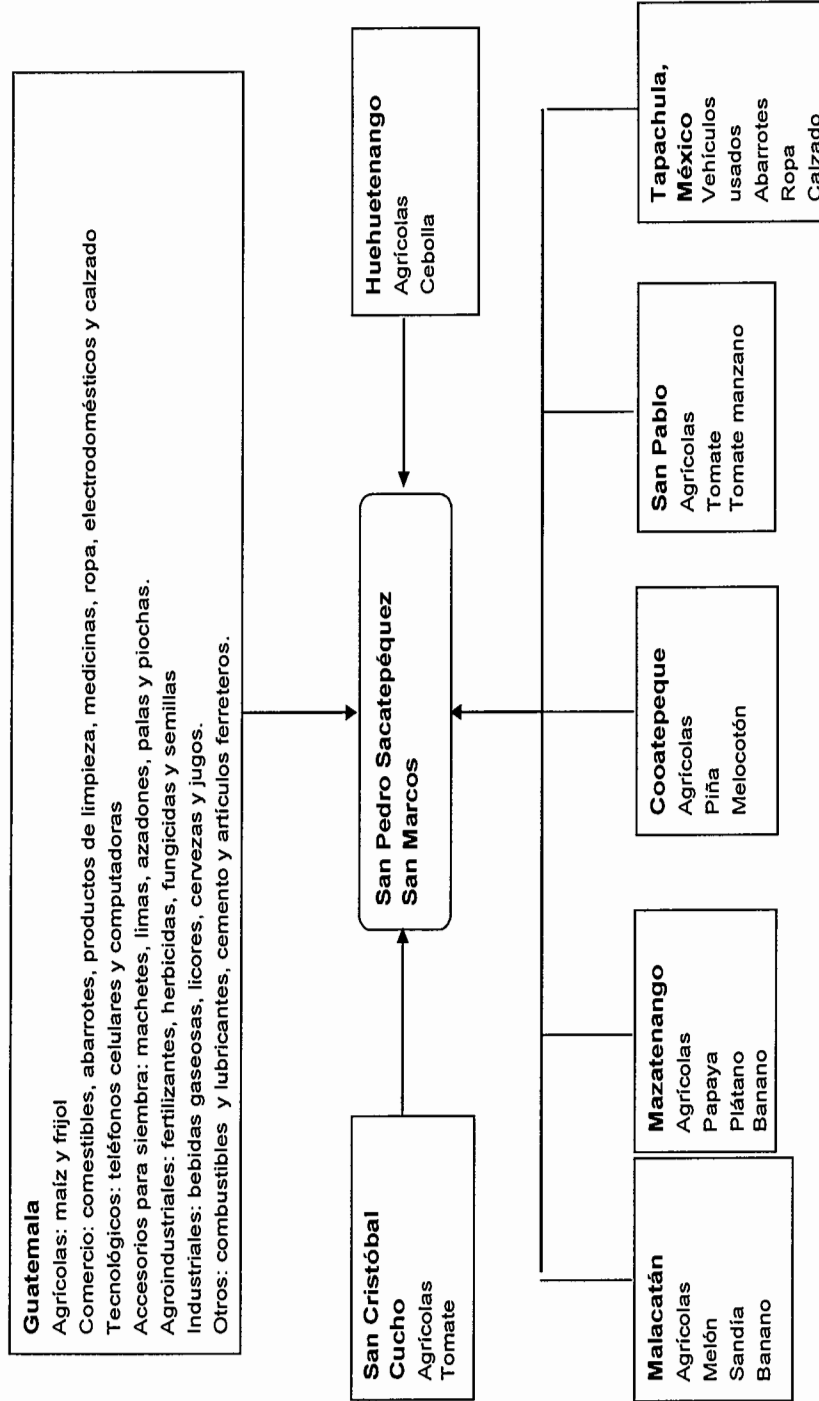 Guatemala
Agrícolas: maíz y frijol
Comercio: comestibles, abarrotes, productos de limpieza, medicinas, ropa, electrodomésticos y calzado
Tecnológicos: teléfonos celulares y computadoras
Accesorios para siembra: machetes, limas, azadones, palas y piochas.
Agroindustriales: fertilizantes, herbicidas, fungicidas y semillas
Industriales: bebidas gaseosas, licores, cervezas y jugos.
Otros: combustibles y lubricantes, cemento y artículos ferreteros.
San Cristóbal
Cucho
Agrícolas
Tomate
San Pedro Sacatepéquez
San Marcos
Huehuetenango
Agrícolas
Cebolla
Malacatán
Agrícolas
Melón
Sandía
Banano
Mazatenango
Agrícolas
Papaya
Plátano
Banano
Cooatepeque
Agrícolas
Piña
Melocotón
San Pablo
Agrícolas
Tomate
Tomate manzano
Tapachula,
México
Vehículos
usados
Abarrotes
Ropa
Calzado